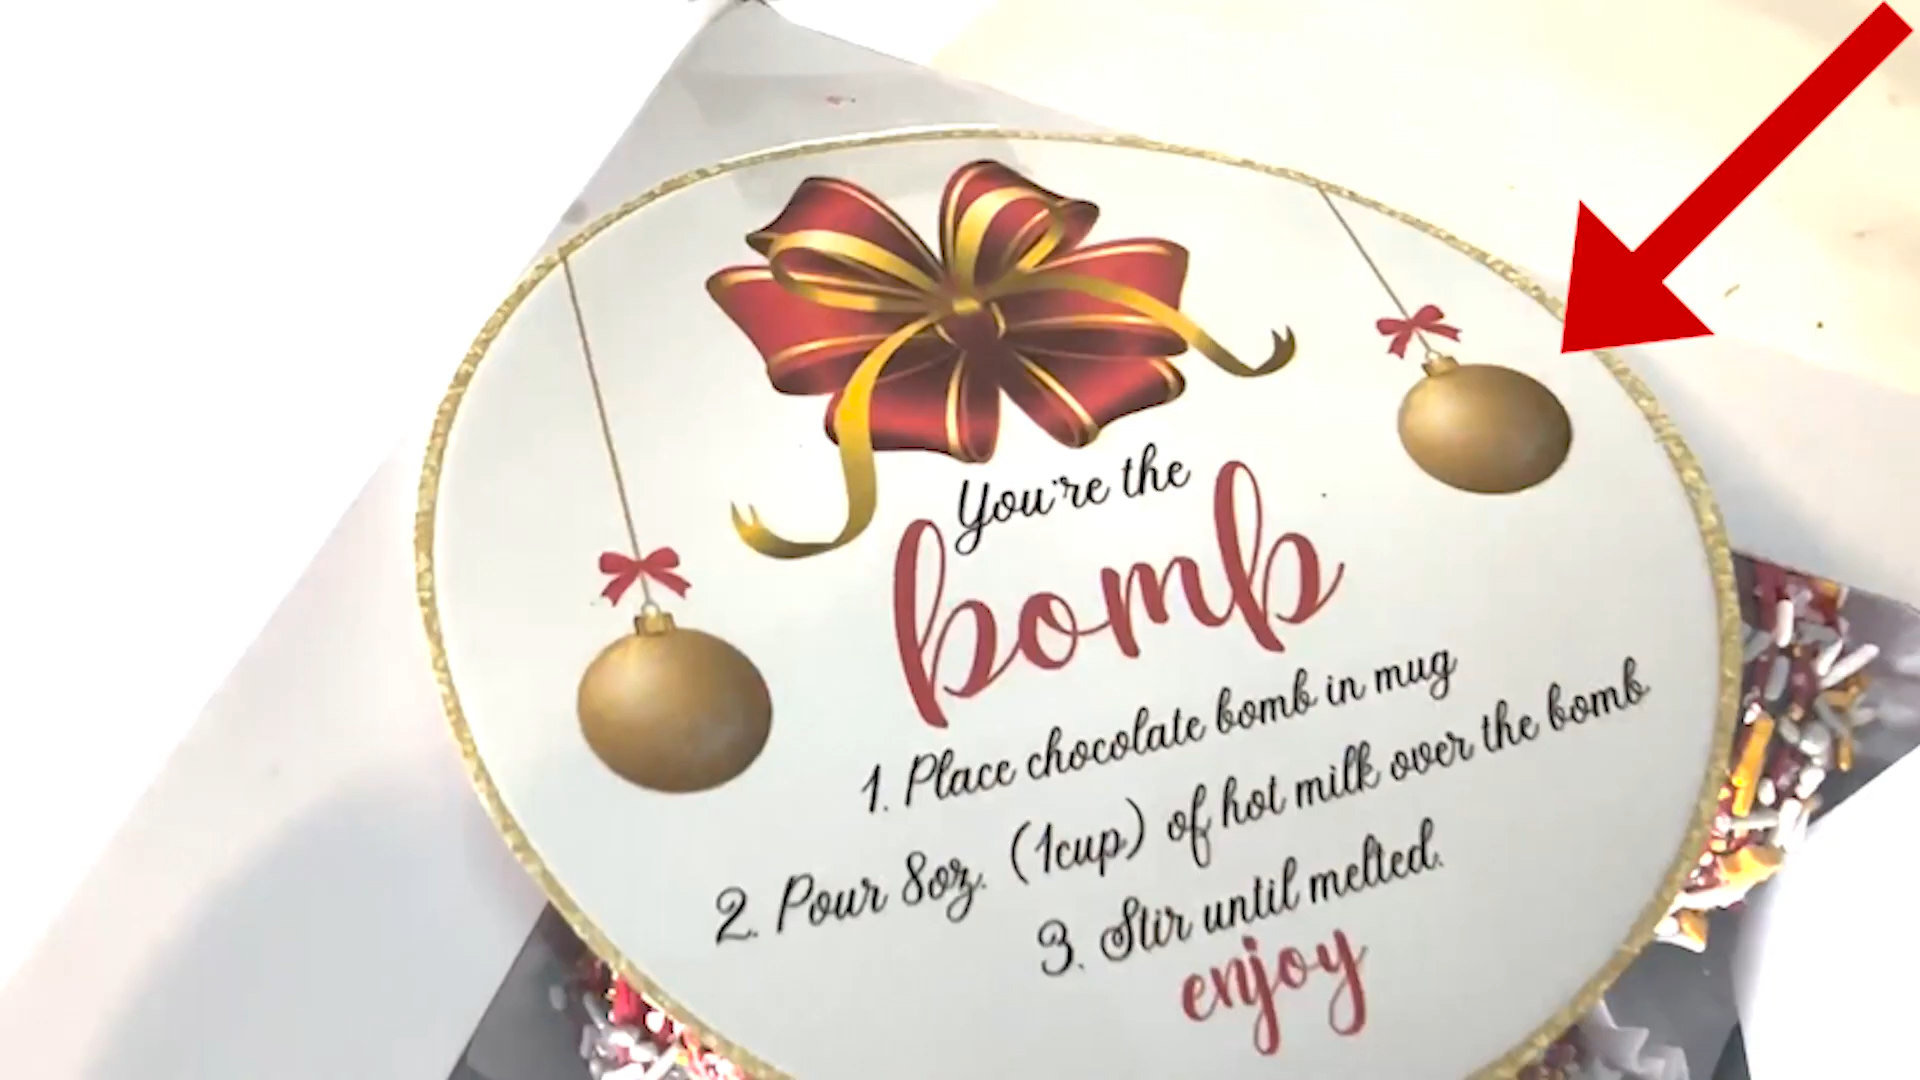 You're the
bomb
1. Place chocolate bomb in mug
2. Pour 8oz. (1cup) of hot milk over the bomb
3. Stir until melted.
enjoy